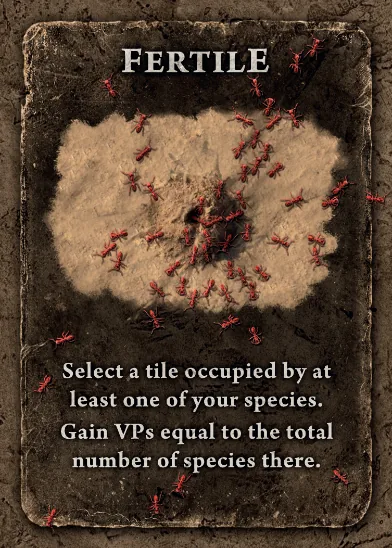 FERTILE
Select a tile occupied by at
least one of your species.
Gain VPs equal to the total
number of species there.